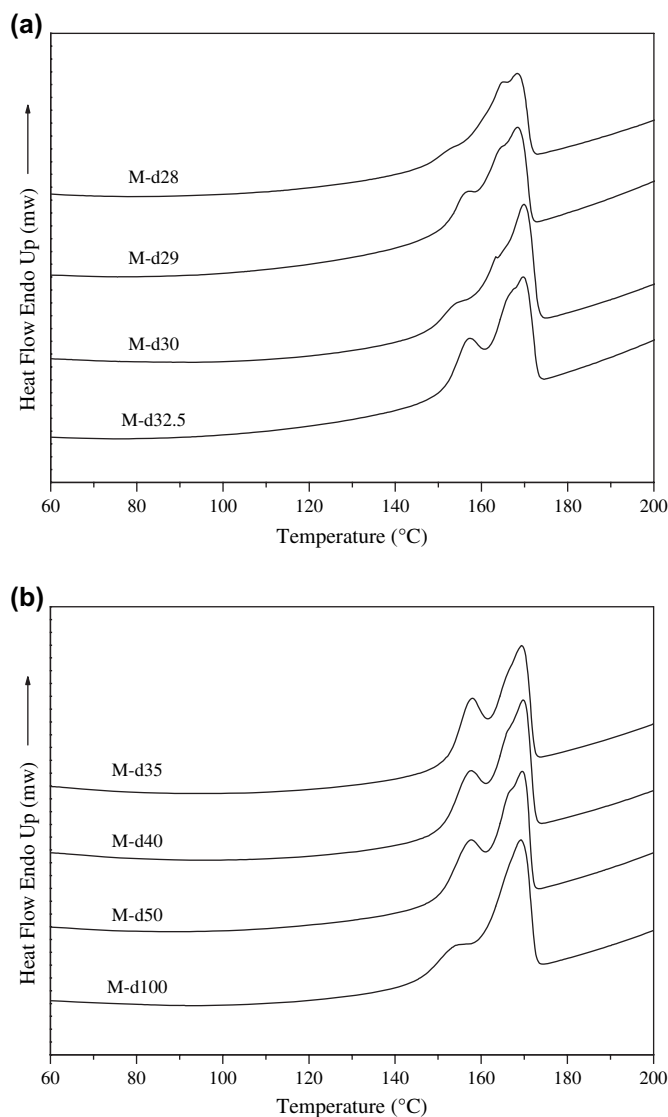 (a)
Heat Flow Endo Up (mw)
M-d28
M-d29
M-d30
M-d32.5
60 80 100 120 140 160 180 200
Temperature (°C)
(b)
Heat Flow Endo Up (mw)
M-d35
M-d40
M-d50
M-d100
60 80 100 120 140 160 180 200
Temperature (°C)